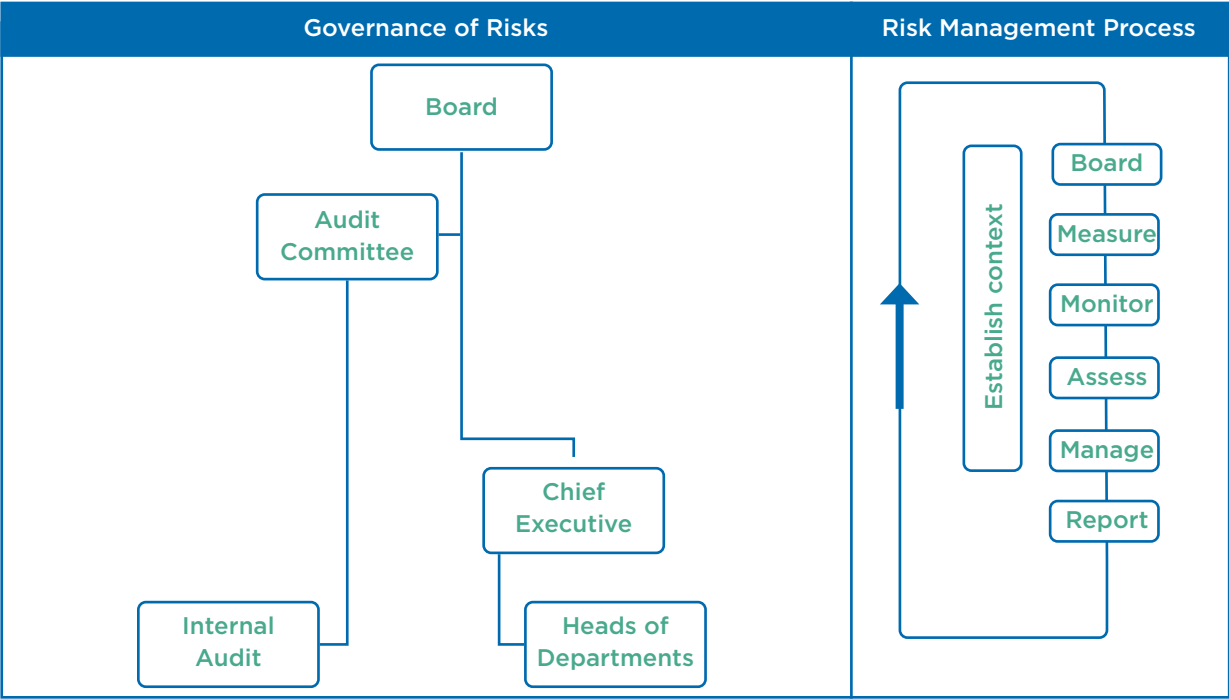 Governance of Risks
Risk Management Process
Board
Audit
Committee
Chief
Executive
Internal
Audit
Heads of
Departments
Establish context
Board
Measure
Monitor
Assess
Manage
Report